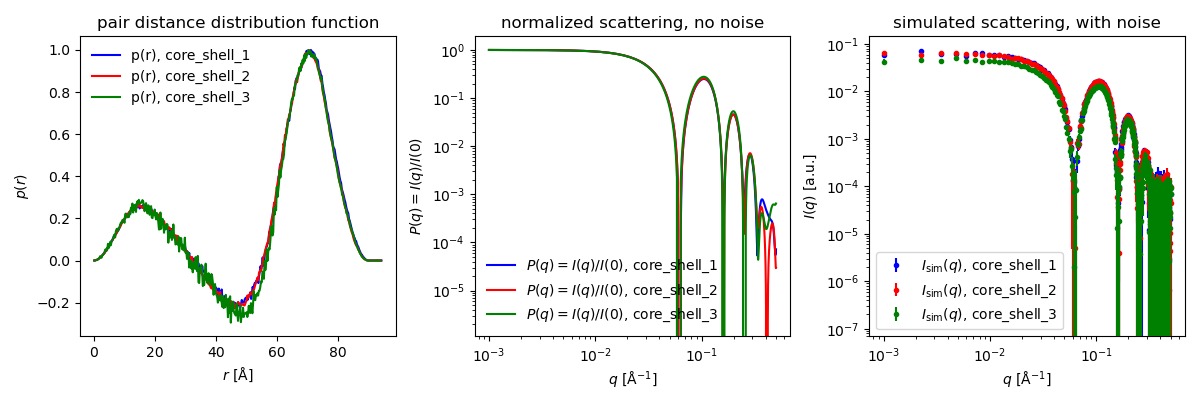 pair distance distribution function
p(r), core_shell_1
p(r), core_shell_2
p(r), core_shell_3
1.0
0.8
0.6
0.4
0.2
0.0
−0.2
p(r)
0 20 40 60 80
r [Å]
normalized scattering, no noise
10⁰
10⁻¹
10⁻²
10⁻³
10⁻⁴
10⁻⁵
P(q) = I(q)/I(0)
P(q) = I(q)/I(0), core_shell_1
P(q) = I(q)/I(0), core_shell_2
P(q) = I(q)/I(0), core_shell_3
10⁻³ 10⁻² 10⁻¹
q [Å⁻¹]
simulated scattering, with noise
10⁻¹
10⁻²
10⁻³
10⁻⁴
10⁻⁵
10⁻⁶
10⁻⁷
I(q) [a.u.]
I_sim(q), core_shell_1
I_sim(q), core_shell_2
I_sim(q), core_shell_3
10⁻³ 10⁻² 10⁻¹
q [Å⁻¹]